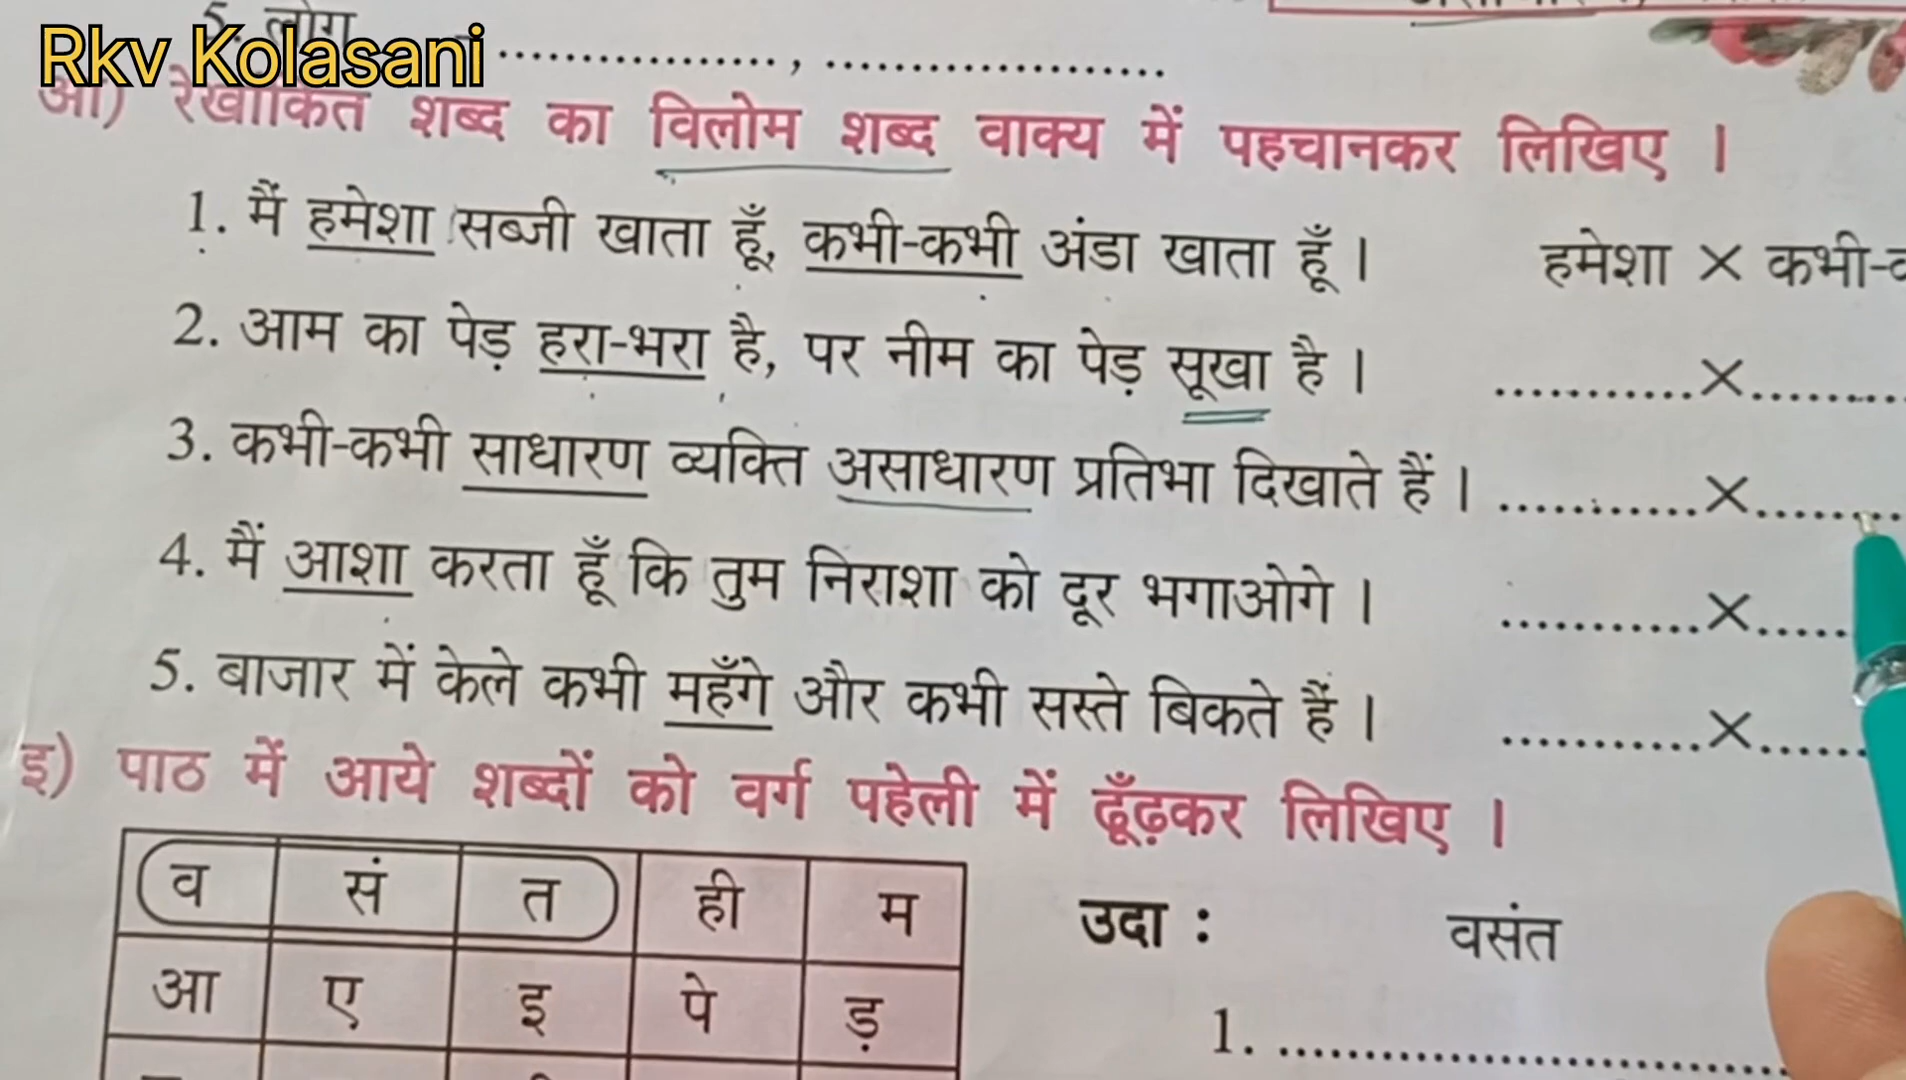 5. लोग - ................. , .....................
Rkv Kolasani
आ) रेखांकित शब्द का विलोम शब्द वाक्य में पहचानकर लिखिए ।
1. मैं हमेशा सब्जी खाता हूँ, कभी-कभी अंडा खाता हूँ । हमेशा × कभी-
2. आम का पेड़ हरा-भरा है, पर नीम का पेड़ सूखा है । ...........×.........
3. कभी-कभी साधारण व्यक्ति असाधारण प्रतिभा दिखाते हैं । ...........×.........
4. मैं आशा करता हूँ कि तुम निराशा को दूर भगाओगे । ...........×.....
5. बाजार में केले कभी महँगे और कभी सस्ते बिकते हैं । ...........×......
इ) पाठ में आये शब्दों को वर्ग पहेली में ढूँढ़कर लिखिए ।
व सं त ही म
उदा : वसंत
आ ए इ पे ड़
1. .............................